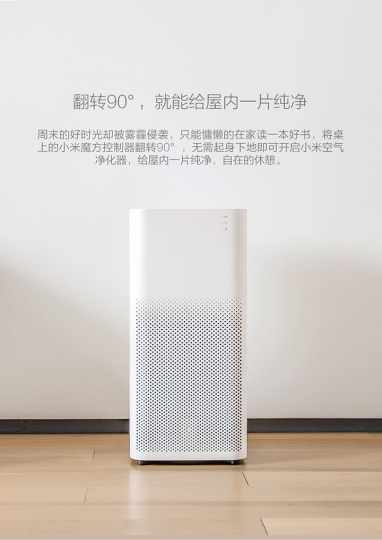 翻转90°，就能给屋内一片纯净
周末的好时光却被雾霾侵袭，只能慵懒的在家读一本好书，将桌
上的小米魔方控制器翻转90°，无需起身下地即可开启小米空气
净化器，给屋内一片纯净，自在的休憩。